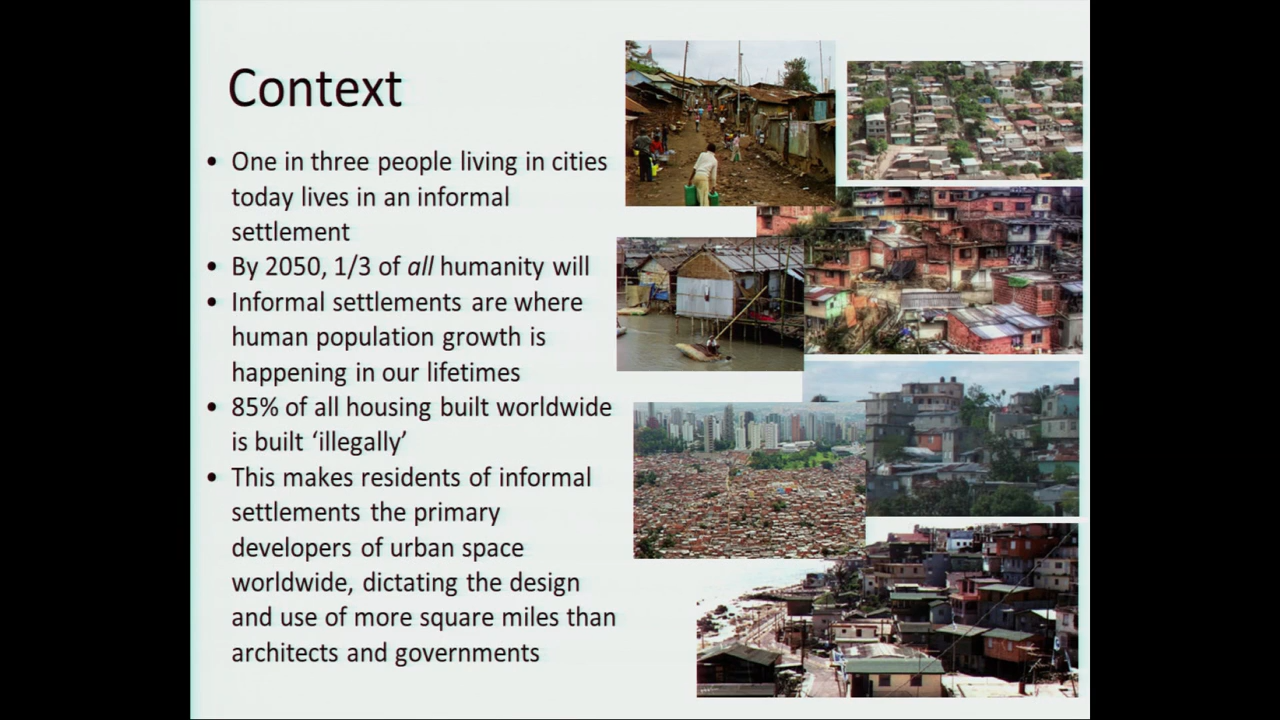 Context
• One in three people living in cities
today lives in an informal
settlement
• By 2050, 1/3 of all humanity will
• Informal settlements are where
human population growth is
happening in our lifetimes
• 85% of all housing built worldwide
is built ‘illegally’
• This makes residents of informal
settlements the primary
developers of urban space
worldwide, dictating the design
and use of more square miles than
architects and governments